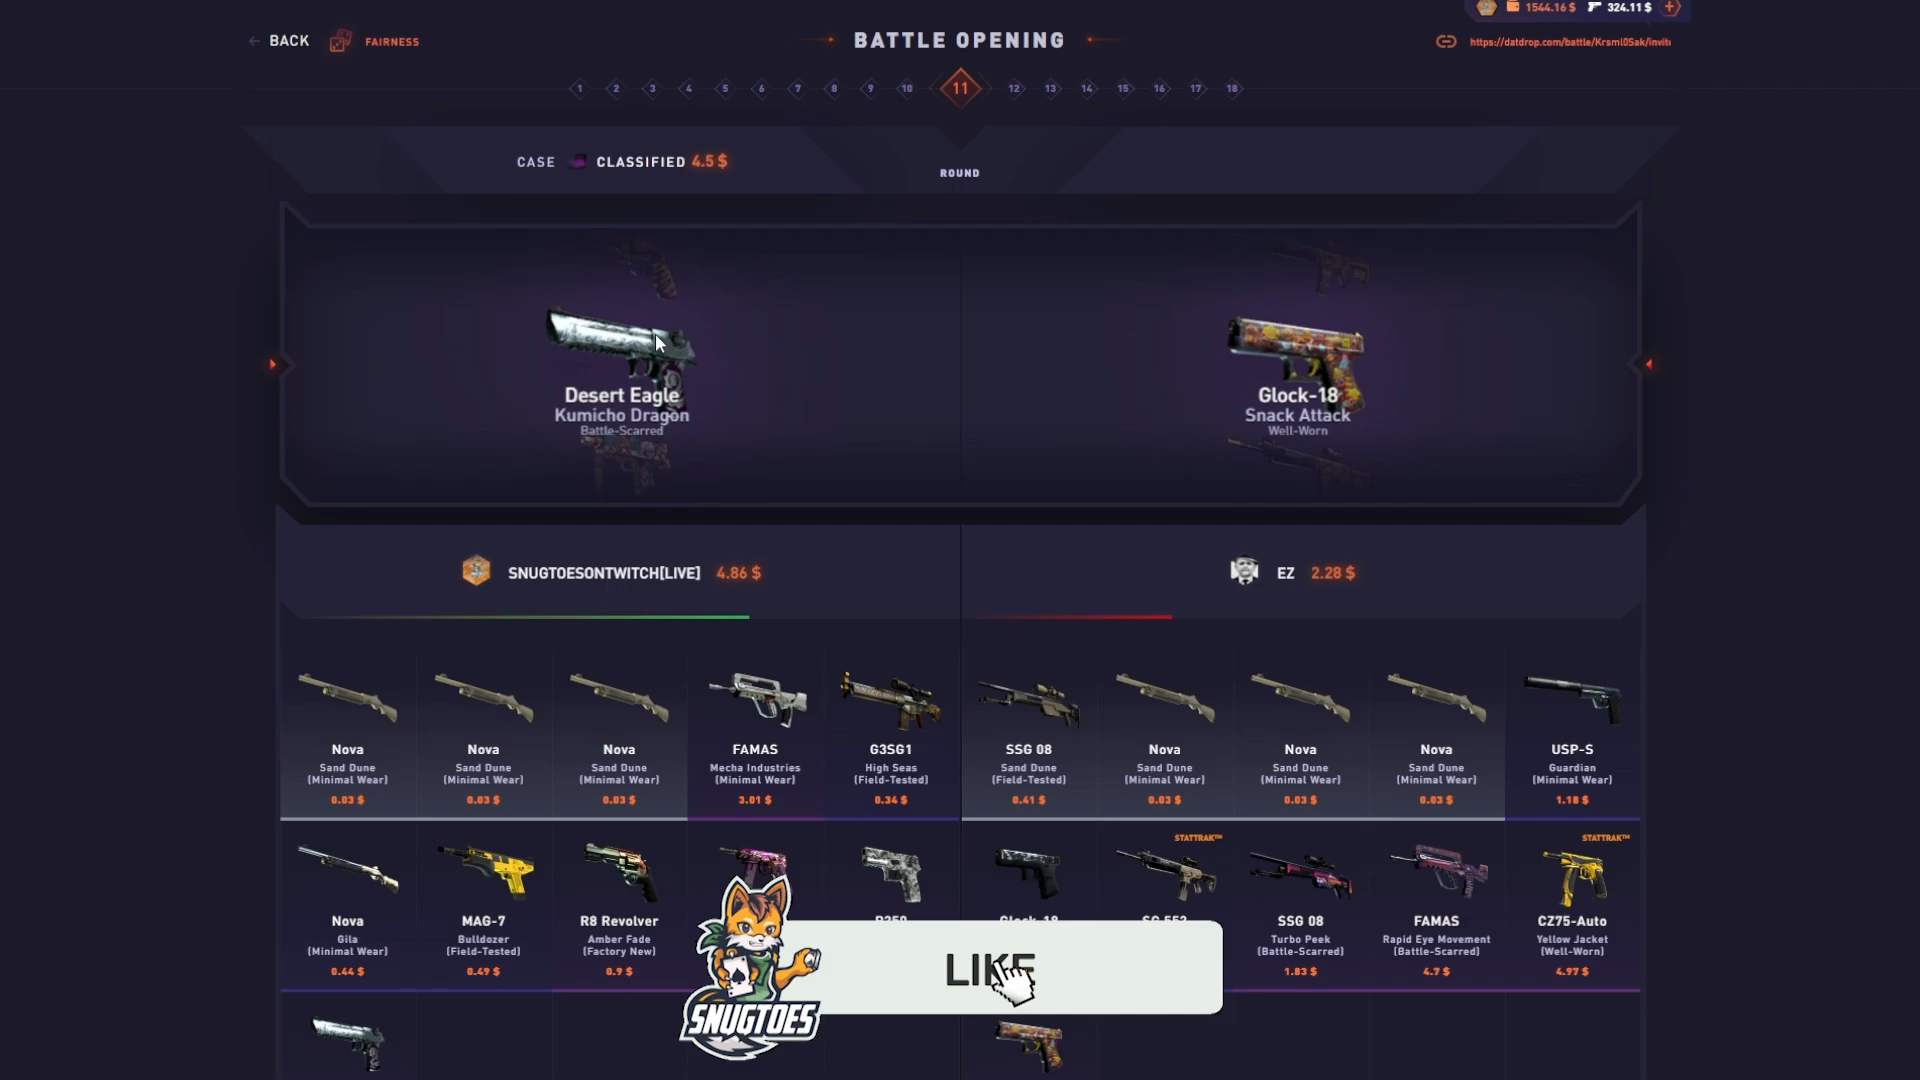 1544.16 $ 324.11 $
BACK FAIRNESS
BATTLE OPENING
https://datdrop.com/battle/Krsml0Sak/invit
1 2 3 4 5 6 7 8 9 10 11 12 13 14 15 16 17 18
CASE CLASSIFIED 4.5 $
ROUND
Desert Eagle
Kumicho Dragon
Battle-Scarred
Glock-18
Snack Attack
Well-Worn
SNUGTOESONTWITCH[LIVE] 4.86 $
EZ 2.28 $
Nova Nova Nova FAMAS G3SG1 SSG 08 Nova Nova Nova USP-S
Sand Dune Sand Dune Sand Dune Mecha Industries High Seas Sand Dune Sand Dune Sand Dune Sand Dune Guardian
(Minimal Wear) (Minimal Wear) (Minimal Wear) (Minimal Wear) (Field-Tested) (Field-Tested) (Minimal Wear) (Minimal Wear) (Minimal Wear) (Minimal Wear)
0.03 $ 0.03 $ 0.03 $ 3.01 $ 0.34 $ 0.41 $ 0.03 $ 0.03 $ 0.03 $ 1.18 $
STATTRAK™ STATTRAK™
Nova MAG-7 R8 Revolver P250 Glock-18 SG 553 SSG 08 FAMAS CZ75-Auto
Gila Bulldozer Amber Fade Turbo Peek Rapid Eye Movement Yellow Jacket
(Minimal Wear) (Field-Tested) (Factory New) (Battle-Scarred) (Battle-Scarred) (Well-Worn)
0.44 $ 0.49 $ 0.9 $ 1.83 $ 4.7 $ 4.97 $
LIKE
SNUGTOES